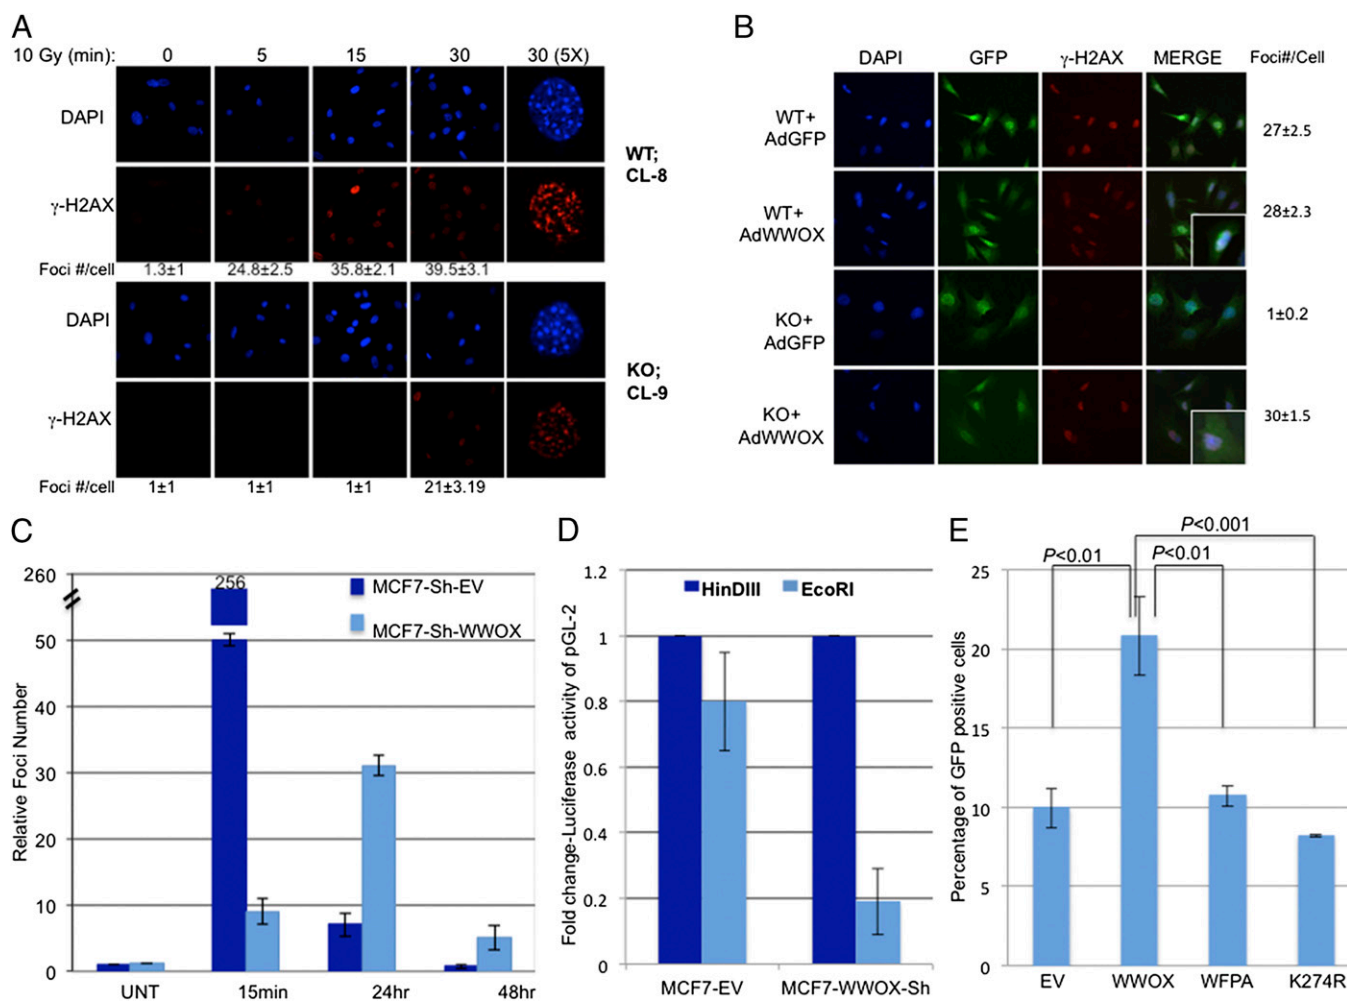 A
10 Gy (min): 0 5 15 30 30 (5X)
DAPI
WT;
CL-8
γ-H2AX
Foci #/cell 1.3±1 24.8±2.5 35.8±2.1 39.5±3.1
DAPI
KO;
CL-9
γ-H2AX
Foci #/cell 1±1 1±1 1±1 21±3.19
B
DAPI GFP γ-H2AX MERGE Foci#/Cell
WT+
AdGFP
27±2.5
WT+
AdWWOX
28±2.3
KO+
AdGFP
1±0.2
KO+
AdWWOX
30±1.5
C
260
256
50
40
30
20
10
0
Relative Foci Number
MCF7-Sh-EV
MCF7-Sh-WWOX
UNT 15min 24hr 48hr
D
1.2
1
0.8
0.6
0.4
0.2
0
Fold change-Luciferase activity of pGL-2
HinDIII EcoRI
MCF7-EV MCF7-WWOX-Sh
E
P<0.001
P<0.01 P<0.01
25
20
15
10
5
0
Percentage of GFP positive cells
EV WWOX WFPA K274R